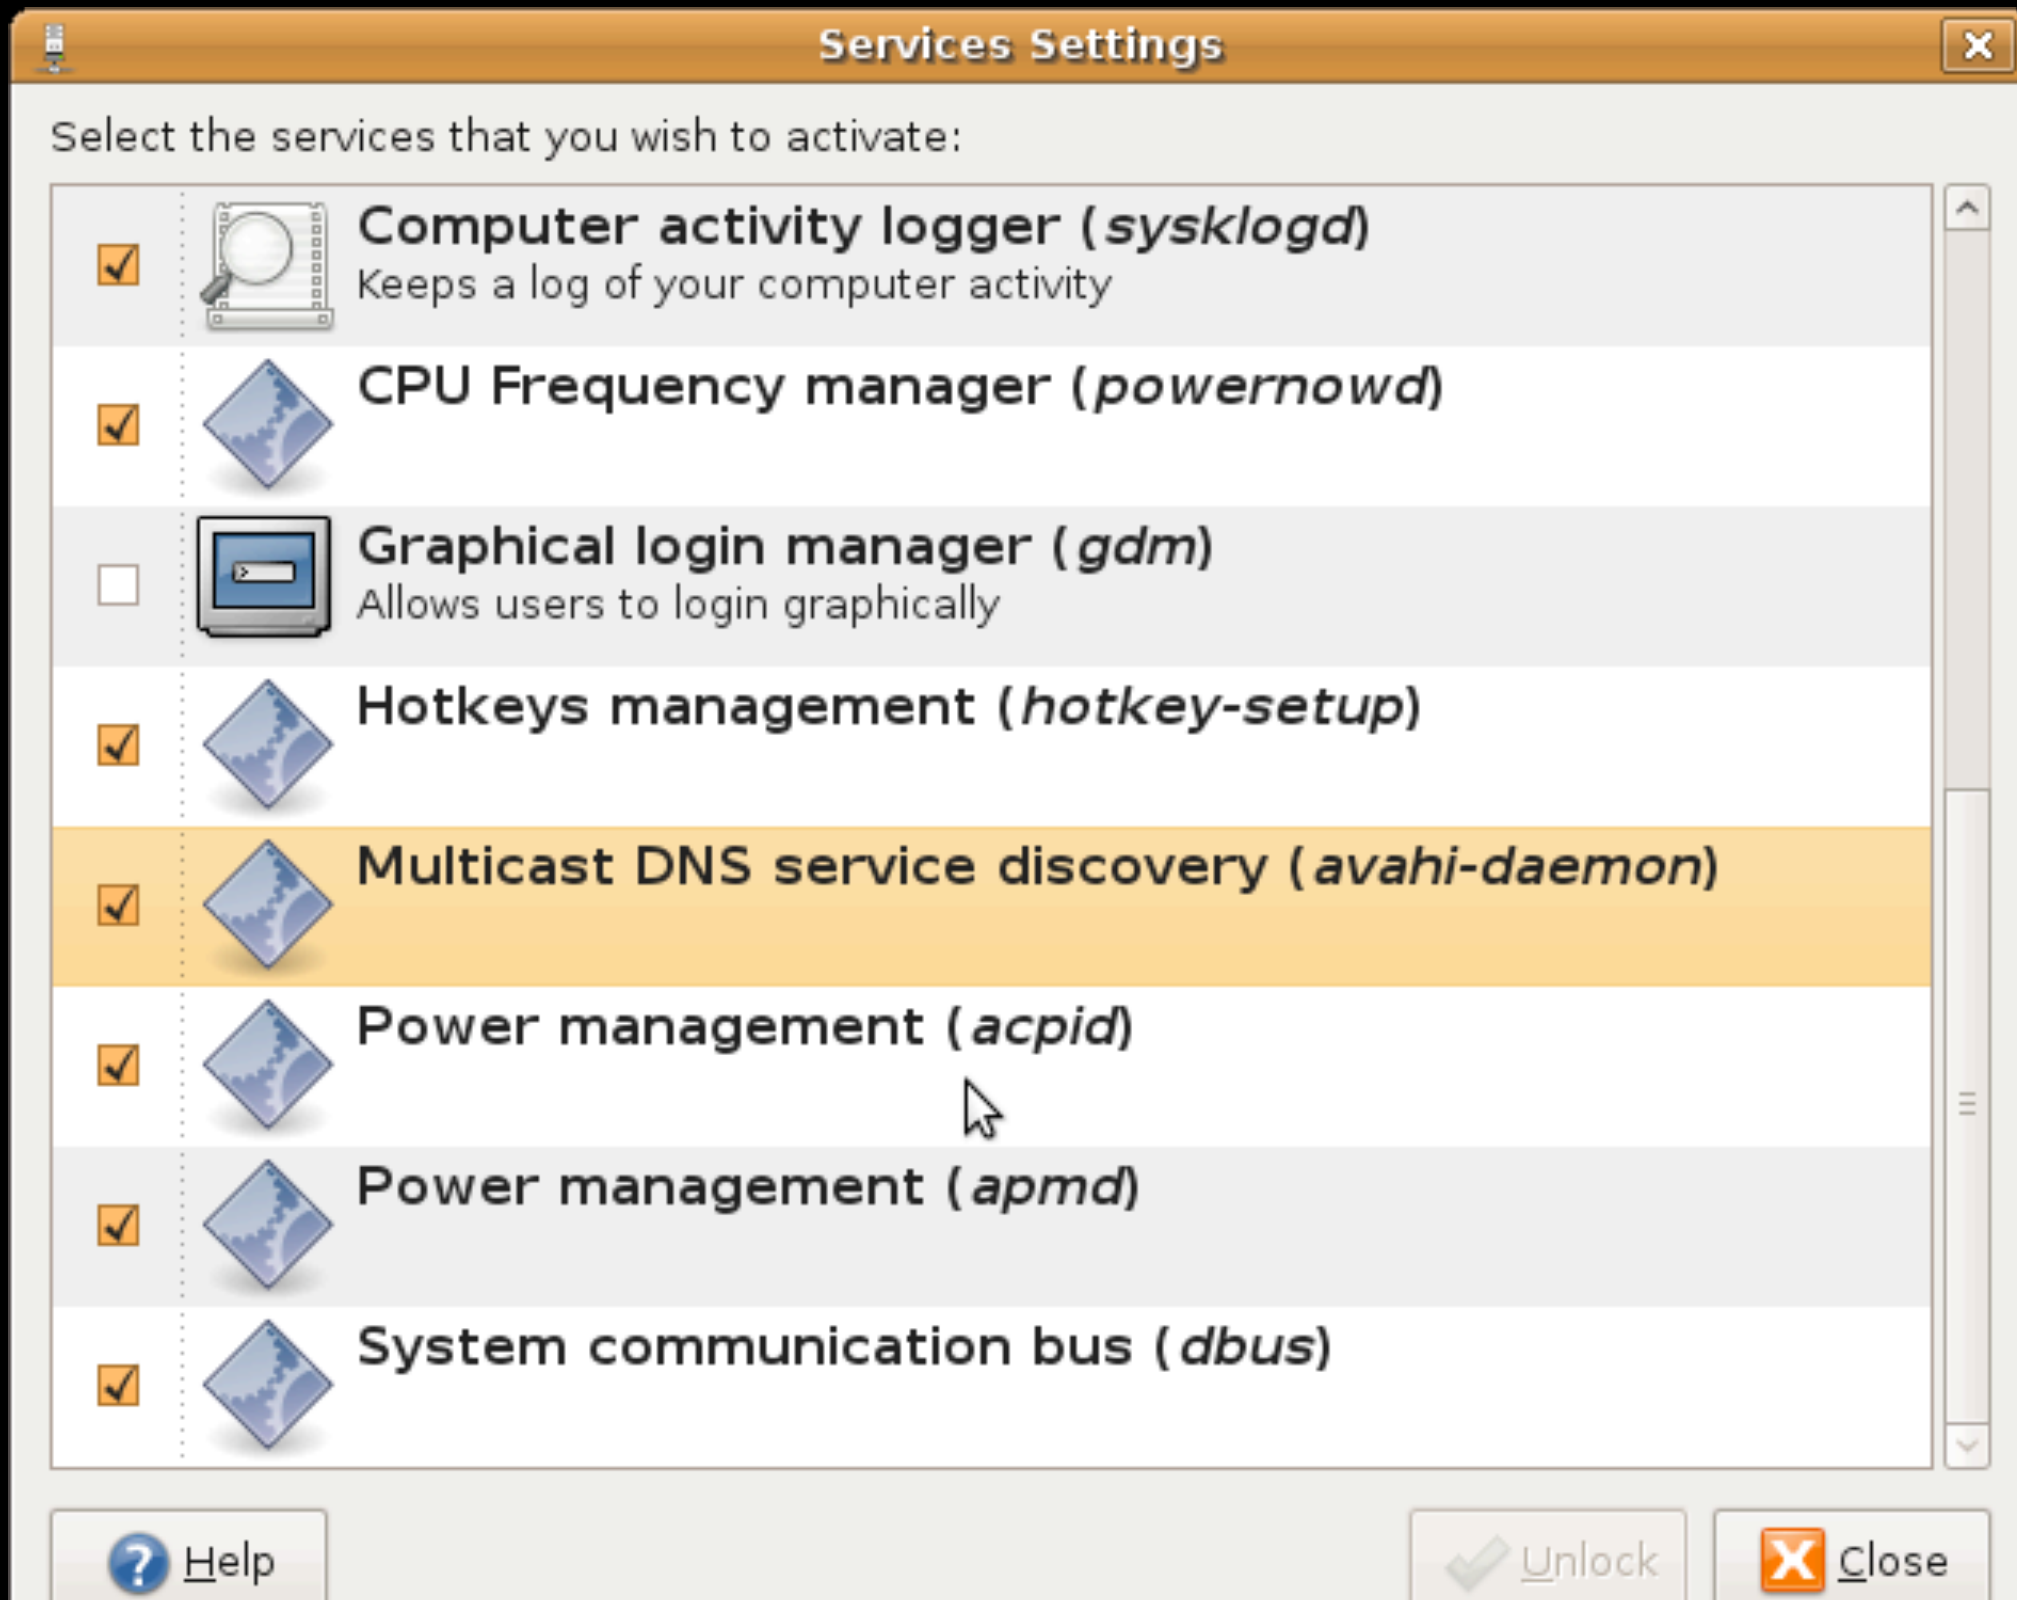 Services Settings
Select the services that you wish to activate:
Computer activity logger (sysklogd)
Keeps a log of your computer activity
CPU Frequency manager (powernowd)
Graphical login manager (gdm)
Allows users to login graphically
Hotkeys management (hotkey-setup)
Multicast DNS service discovery (avahi-daemon)
Power management (acpid)
Power management (apmd)
System communication bus (dbus)
Help
Unlock
Close